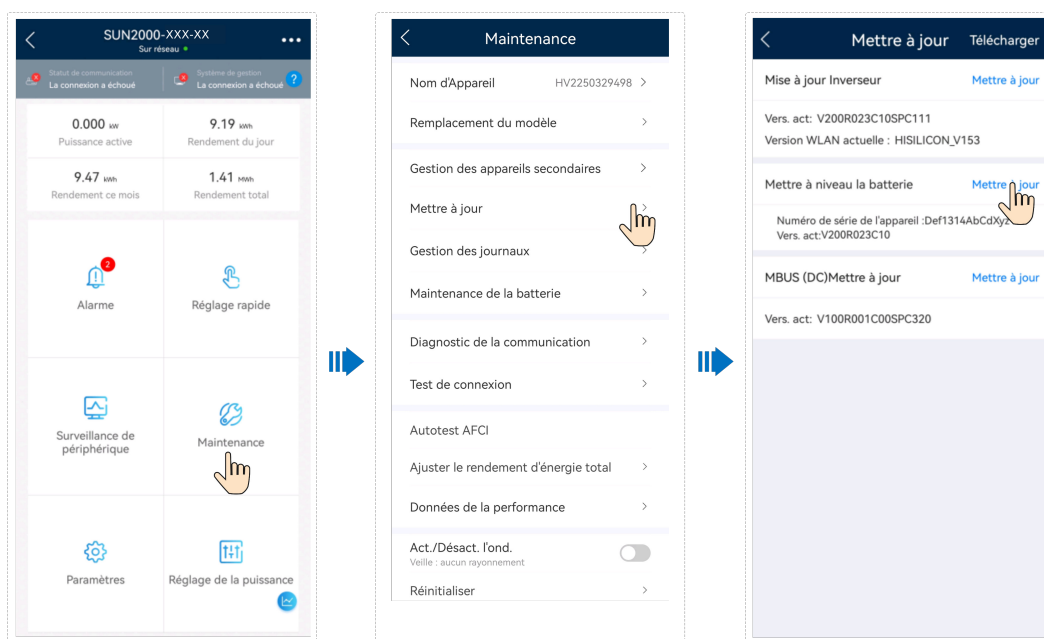 SUN2000-XXX-XX
Sur réseau
Statut de communication
La connexion a échoué
Système de gestion
La connexion a échoué
?
0.000 kW
Puissance active
9.19 kWh
Rendement du jour
9.47 kWh
Rendement ce mois
1.41 MWh
Rendement total
2
Alarme
Réglage rapide
Surveillance de
périphérique
Maintenance
Paramètres
Réglage de la puissance
Maintenance
Nom d'Appareil HV2250329498
Remplacement du modèle
Gestion des appareils secondaires
Mettre à jour
Gestion des journaux
Maintenance de la batterie
Diagnostic de la communication
Test de connexion
Autotest AFCI
Ajuster le rendement d'énergie total
Données de la performance
Act./Désact. l'ond.
Veille : aucun rayonnement
Réinitialiser
Mettre à jour Télécharger
Mise à jour Inverseur Mettre à jour
Vers. act: V200R023C10SPC111
Version WLAN actuelle : HISILICON_V153
Mettre à niveau la batterie Mettre à jour
Numéro de série de l'appareil :Def1314AbCdXyz
Vers. act:V200R023C10
MBUS (DC)Mettre à jour Mettre à jour
Vers. act: V100R001C00SPC320